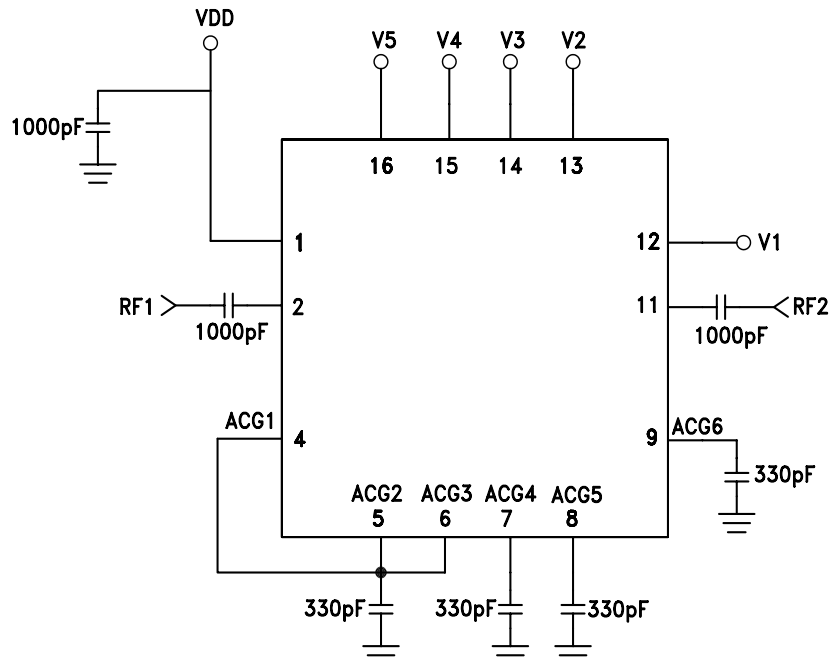 VDD
V5 V4 V3 V2
1000pF
16 15 14 13
1 12 V1
RF1 2 11 RF2
1000pF 1000pF
ACG1 4 9 ACG6
330pF
ACG2 ACG3 ACG4 ACG5
5 6 7 8
330pF 330pF 330pF